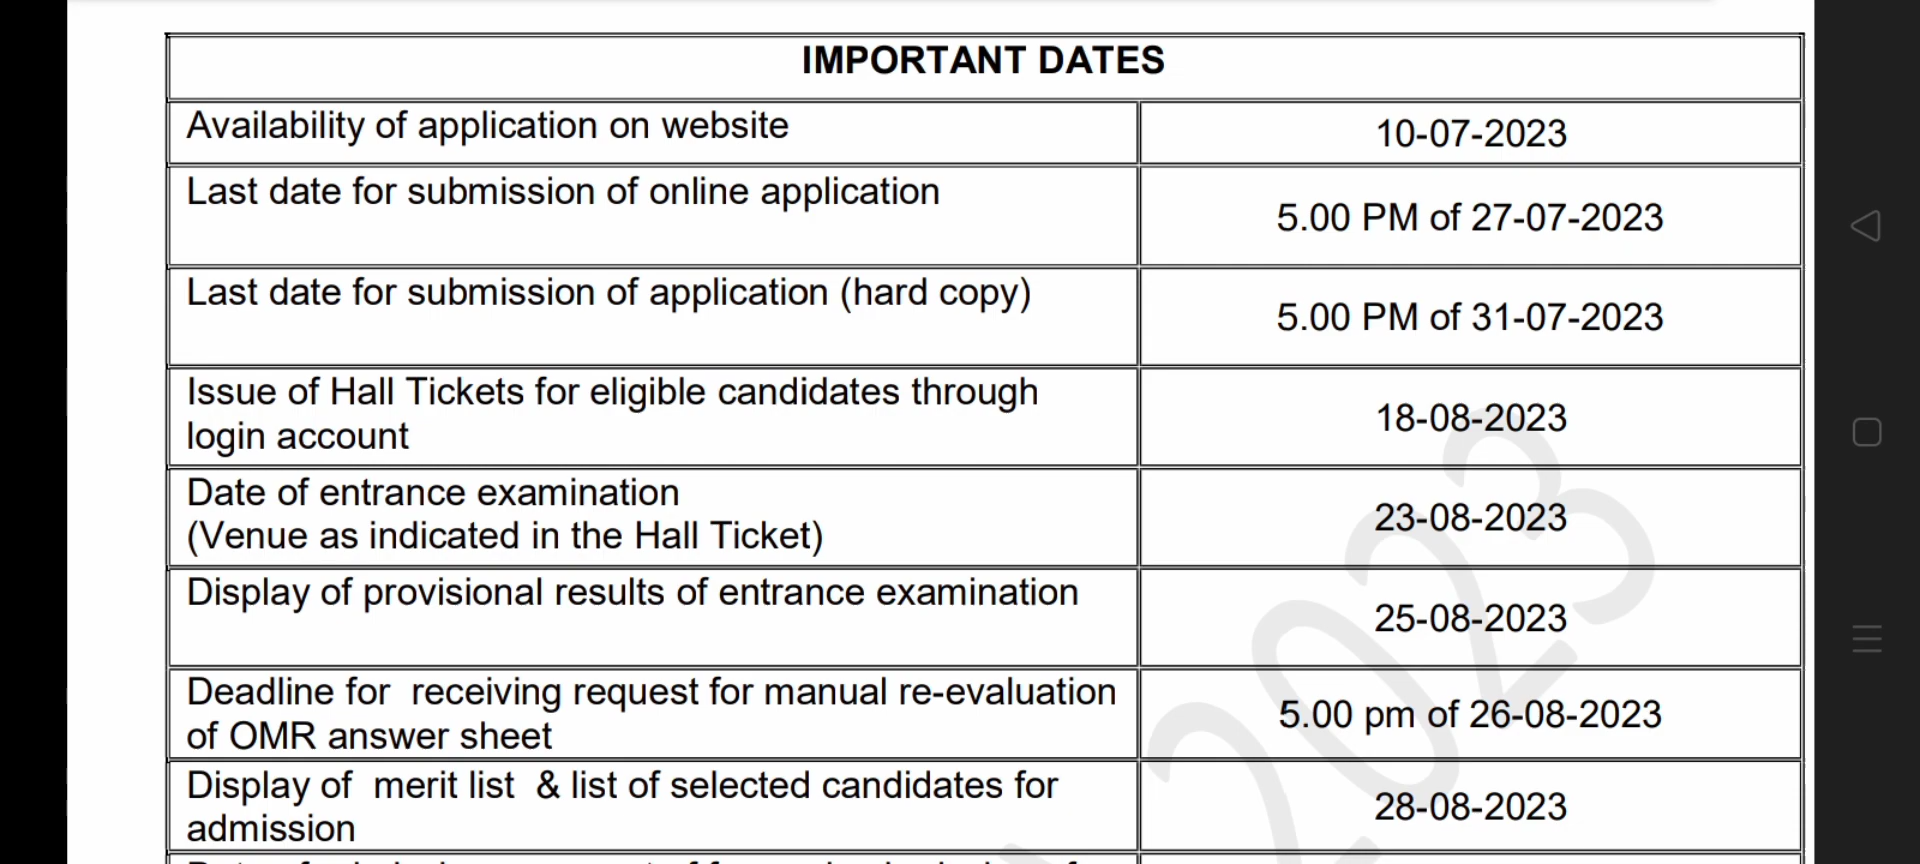 IMPORTANT DATES
Availability of application on website
10-07-2023
Last date for submission of online application
5.00 PM of 27-07-2023
Last date for submission of application (hard copy)
5.00 PM of 31-07-2023
Issue of Hall Tickets for eligible candidates through
login account
18-08-2023
Date of entrance examination
(Venue as indicated in the Hall Ticket)
23-08-2023
Display of provisional results of entrance examination
25-08-2023
Deadline for  receiving request for manual re-evaluation
of OMR answer sheet
5.00 pm of 26-08-2023
Display of  merit list  & list of selected candidates for
admission
28-08-2023
2023